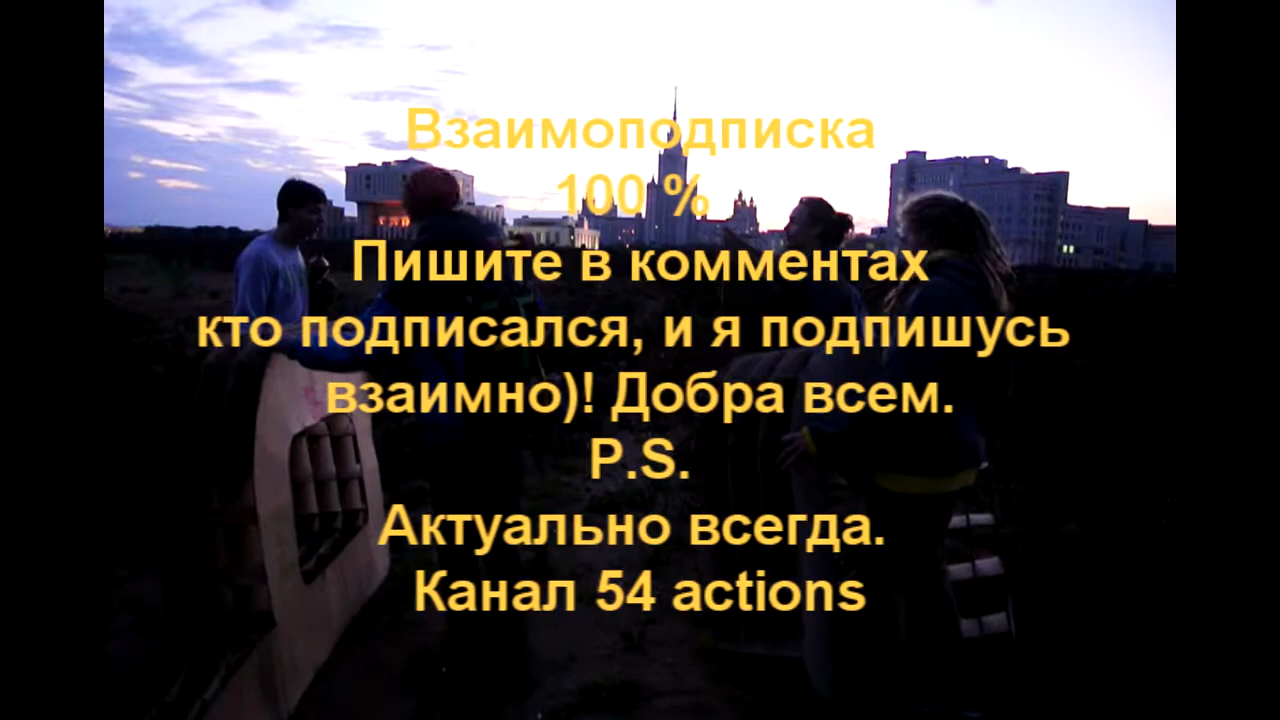 Взаимоподписка
100 %
Пишите в комментах
кто подписался, и я подпишусь
взаимно)! Добра всем.
P.S.
Актуально всегда.
Канал 54 actions